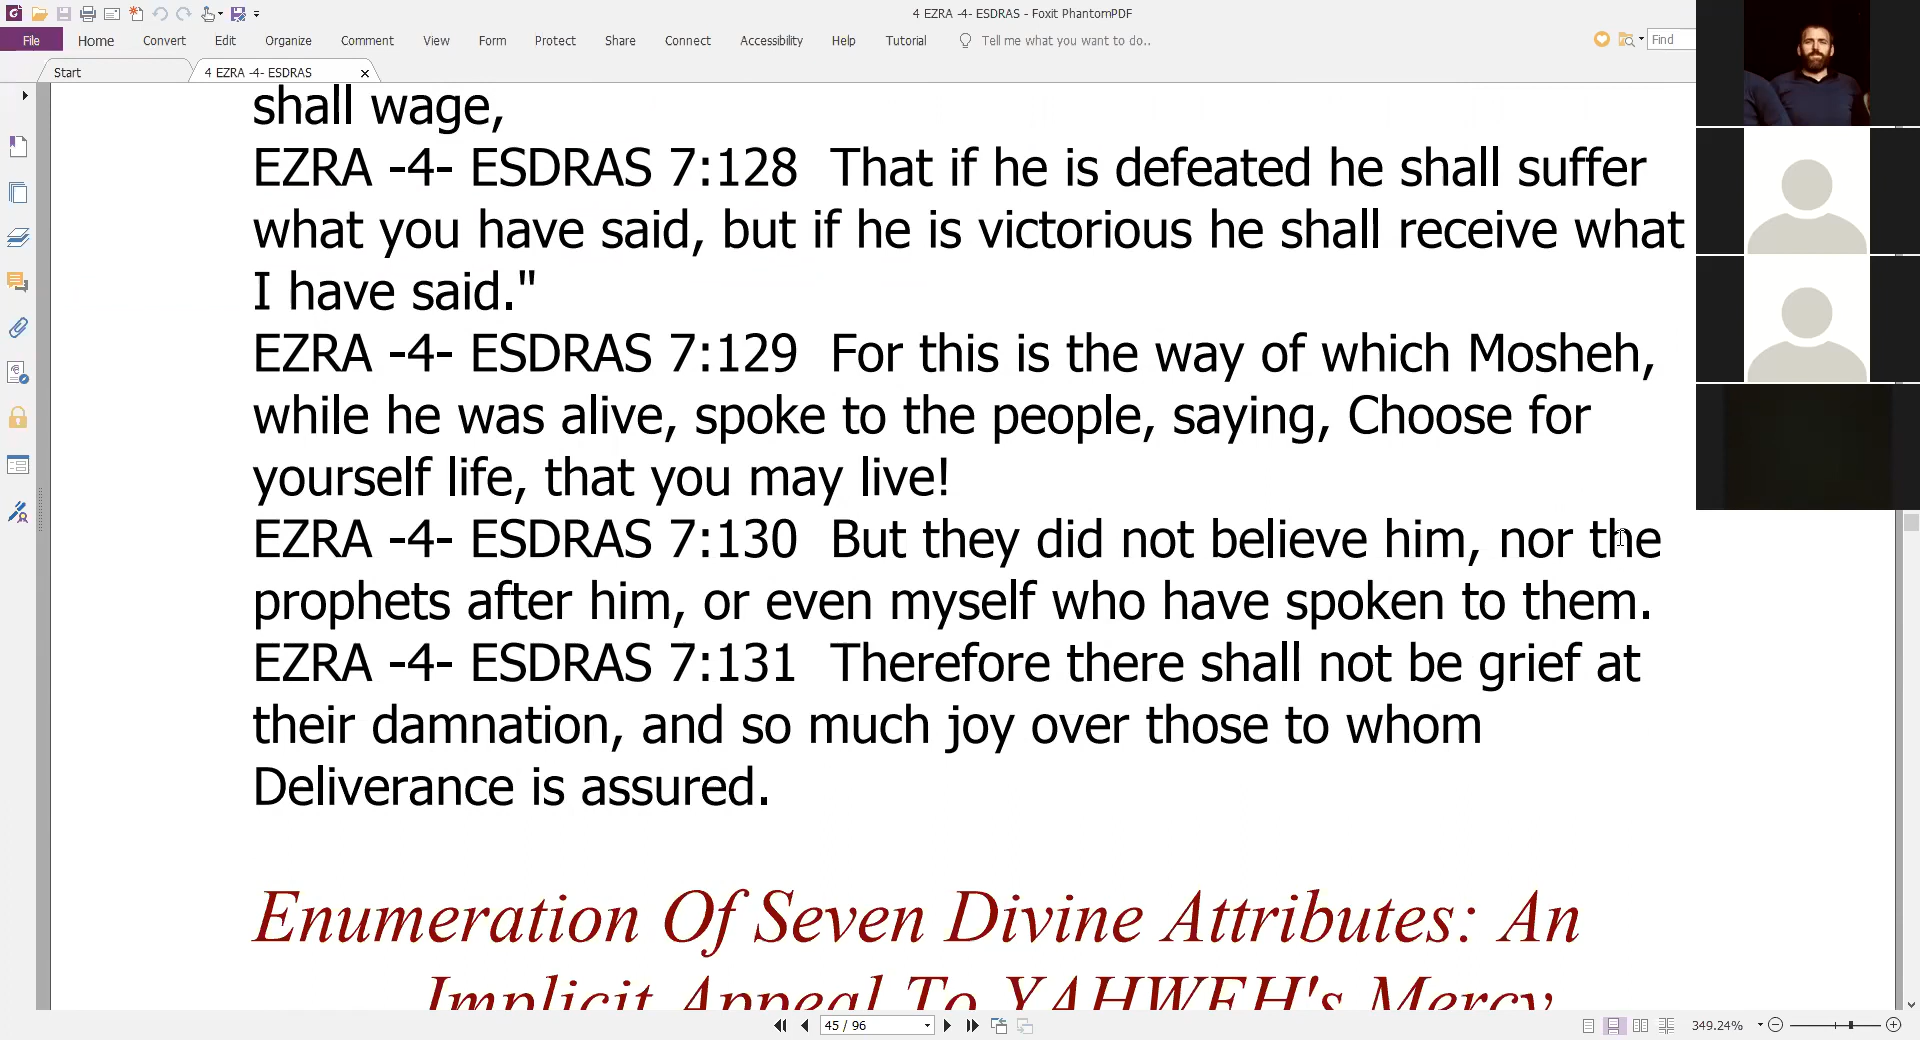 4 EZRA -4- ESDRAS - Foxit PhantomPDF
File Home Convert Edit Organize Comment View Form Protect Share Connect Accessibility Help Tutorial Tell me what you want to do.. Find
Start 4 EZRA -4- ESDRAS
shall wage,
EZRA -4- ESDRAS 7:128 That if he is defeated he shall suffer
what you have said, but if he is victorious he shall receive what
I have said."
EZRA -4- ESDRAS 7:129 For this is the way of which Mosheh,
while he was alive, spoke to the people, saying, Choose for
yourself life, that you may live!
EZRA -4- ESDRAS 7:130 But they did not believe him, nor the
prophets after him, or even myself who have spoken to them.
EZRA -4- ESDRAS 7:131 Therefore there shall not be grief at
their damnation, and so much joy over those to whom
Deliverance is assured.
Enumeration Of Seven Divine Attributes: An
Implicit Appeal To YAHWEH's Mercy
45 / 96 349.24%